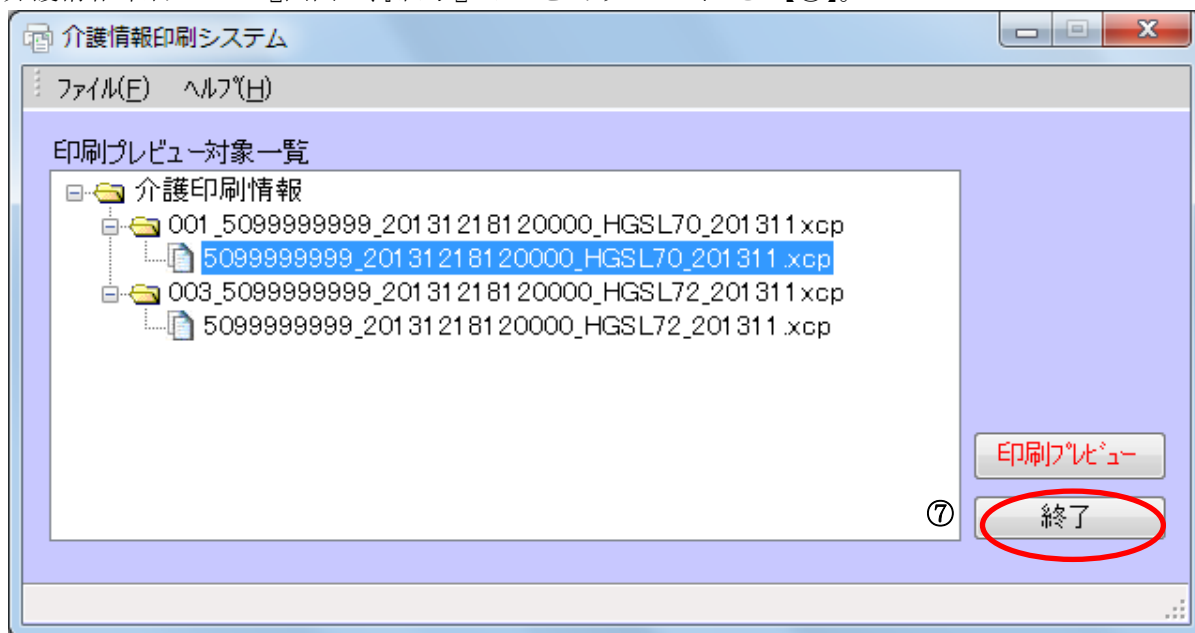 介護情報印刷システム
ファイル(F) ヘルプ(H)
印刷プレビュー対象一覧
介護印刷情報
001_5099999999_20131218120000_HGSL70_201311xcp
5099999999_20131218120000_HGSL70_201311.xcp
003_5099999999_20131218120000_HGSL72_201311xcp
5099999999_20131218120000_HGSL72_201311.xcp
印刷プレビュー
⑦ 終了